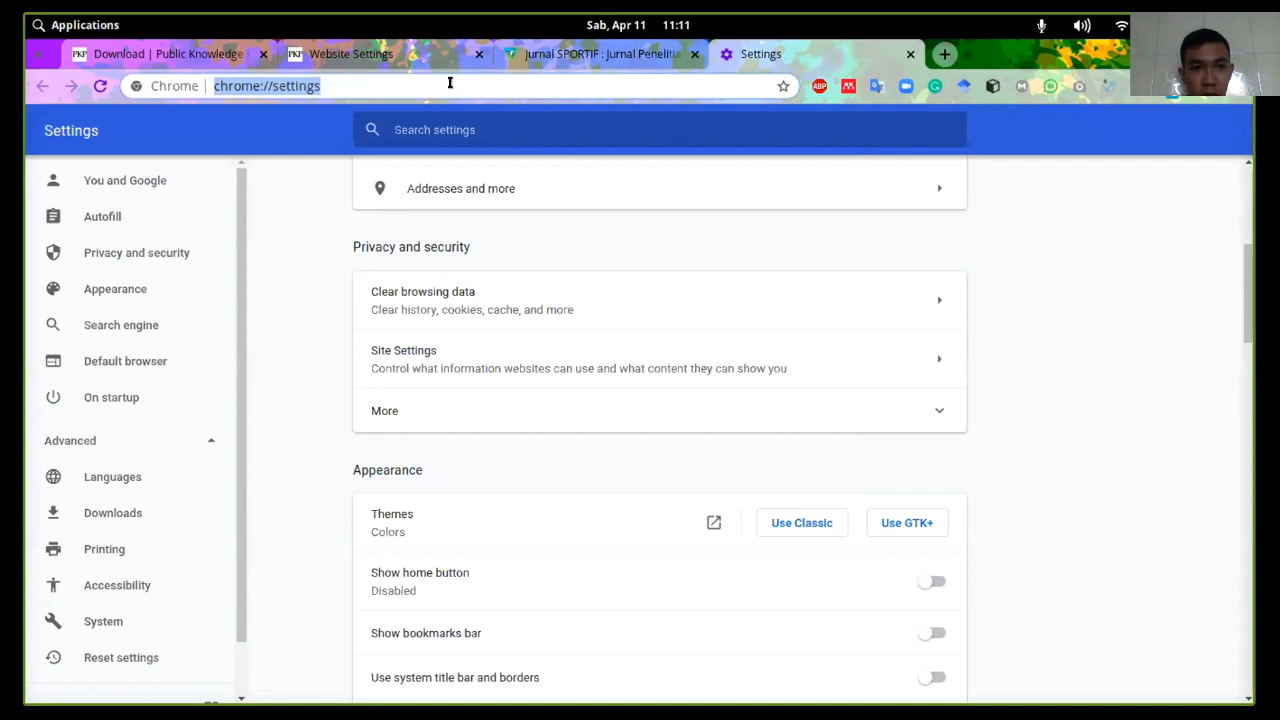 Applications
Sab, Apr 11 11:11
Download | Public Knowledge
Website Settings
Jurnal SPORTIF : Jurnal Penelitia
Settings
Chrome | chrome://settings
Settings
Search settings
You and Google
Autofill
Privacy and security
Appearance
Search engine
Default browser
On startup
Advanced
Languages
Downloads
Printing
Accessibility
System
Reset settings
Addresses and more
Privacy and security
Clear browsing data
Clear history, cookies, cache, and more
Site Settings
Control what information websites can use and what content they can show you
More
Appearance
Themes
Colors
Use Classic
Use GTK+
Show home button
Disabled
Show bookmarks bar
Use system title bar and borders